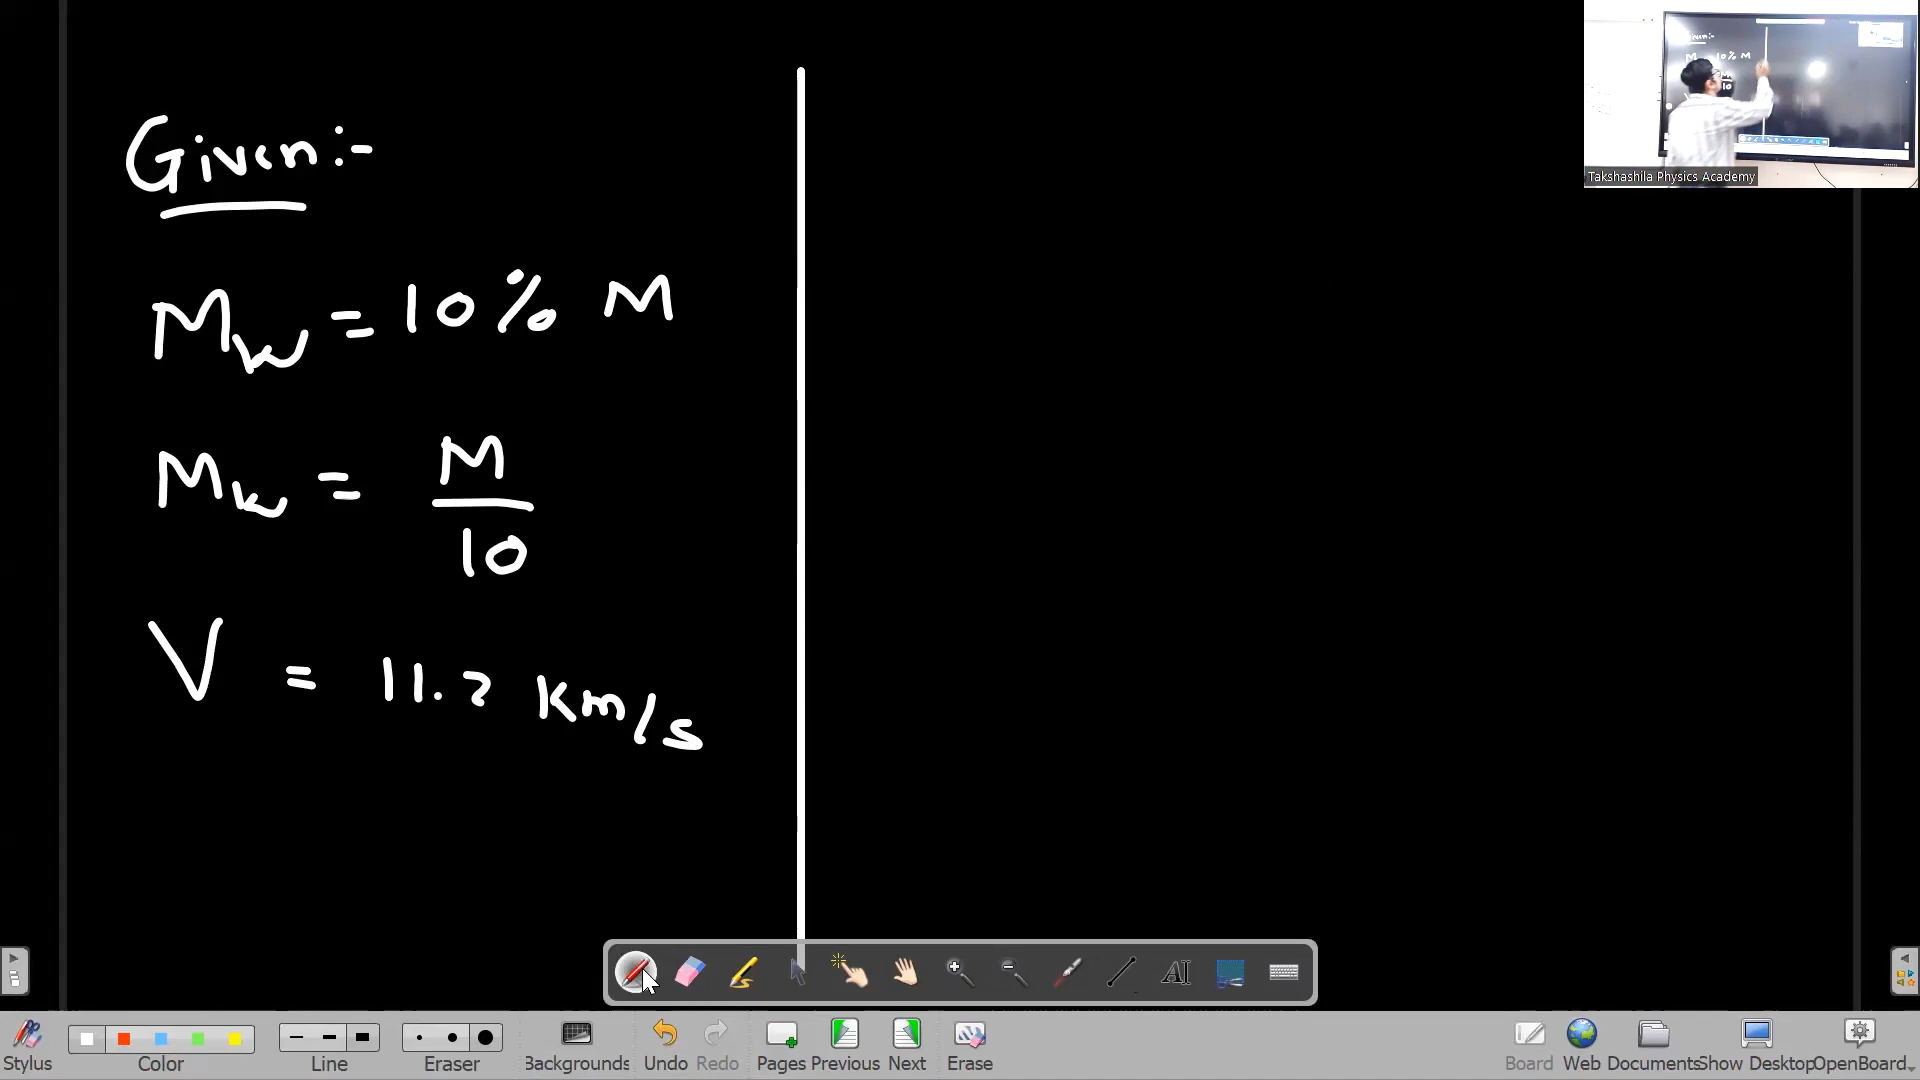 Given :-
Mw = 10% M
Mw = M
10
V = 11.2 km/s
Takshashila Physics Academy
Stylus
Color
Line
Eraser
Backgrounds
Undo
Redo
Pages
Previous
Next
Erase
Board
Web
Documents
Show Desktop
OpenBoard